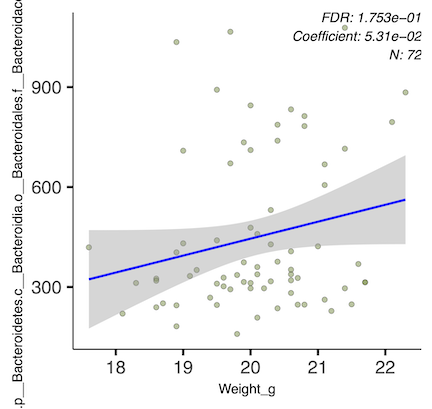 FDR: 1.753e−01
Coefficient: 5.31e−02
N: 72
.p__Bacteroidetes.c__Bacteroidia.o__Bacteroidales.f__Bacteroidac
900
600
300
18 19 20 21 22
Weight_g